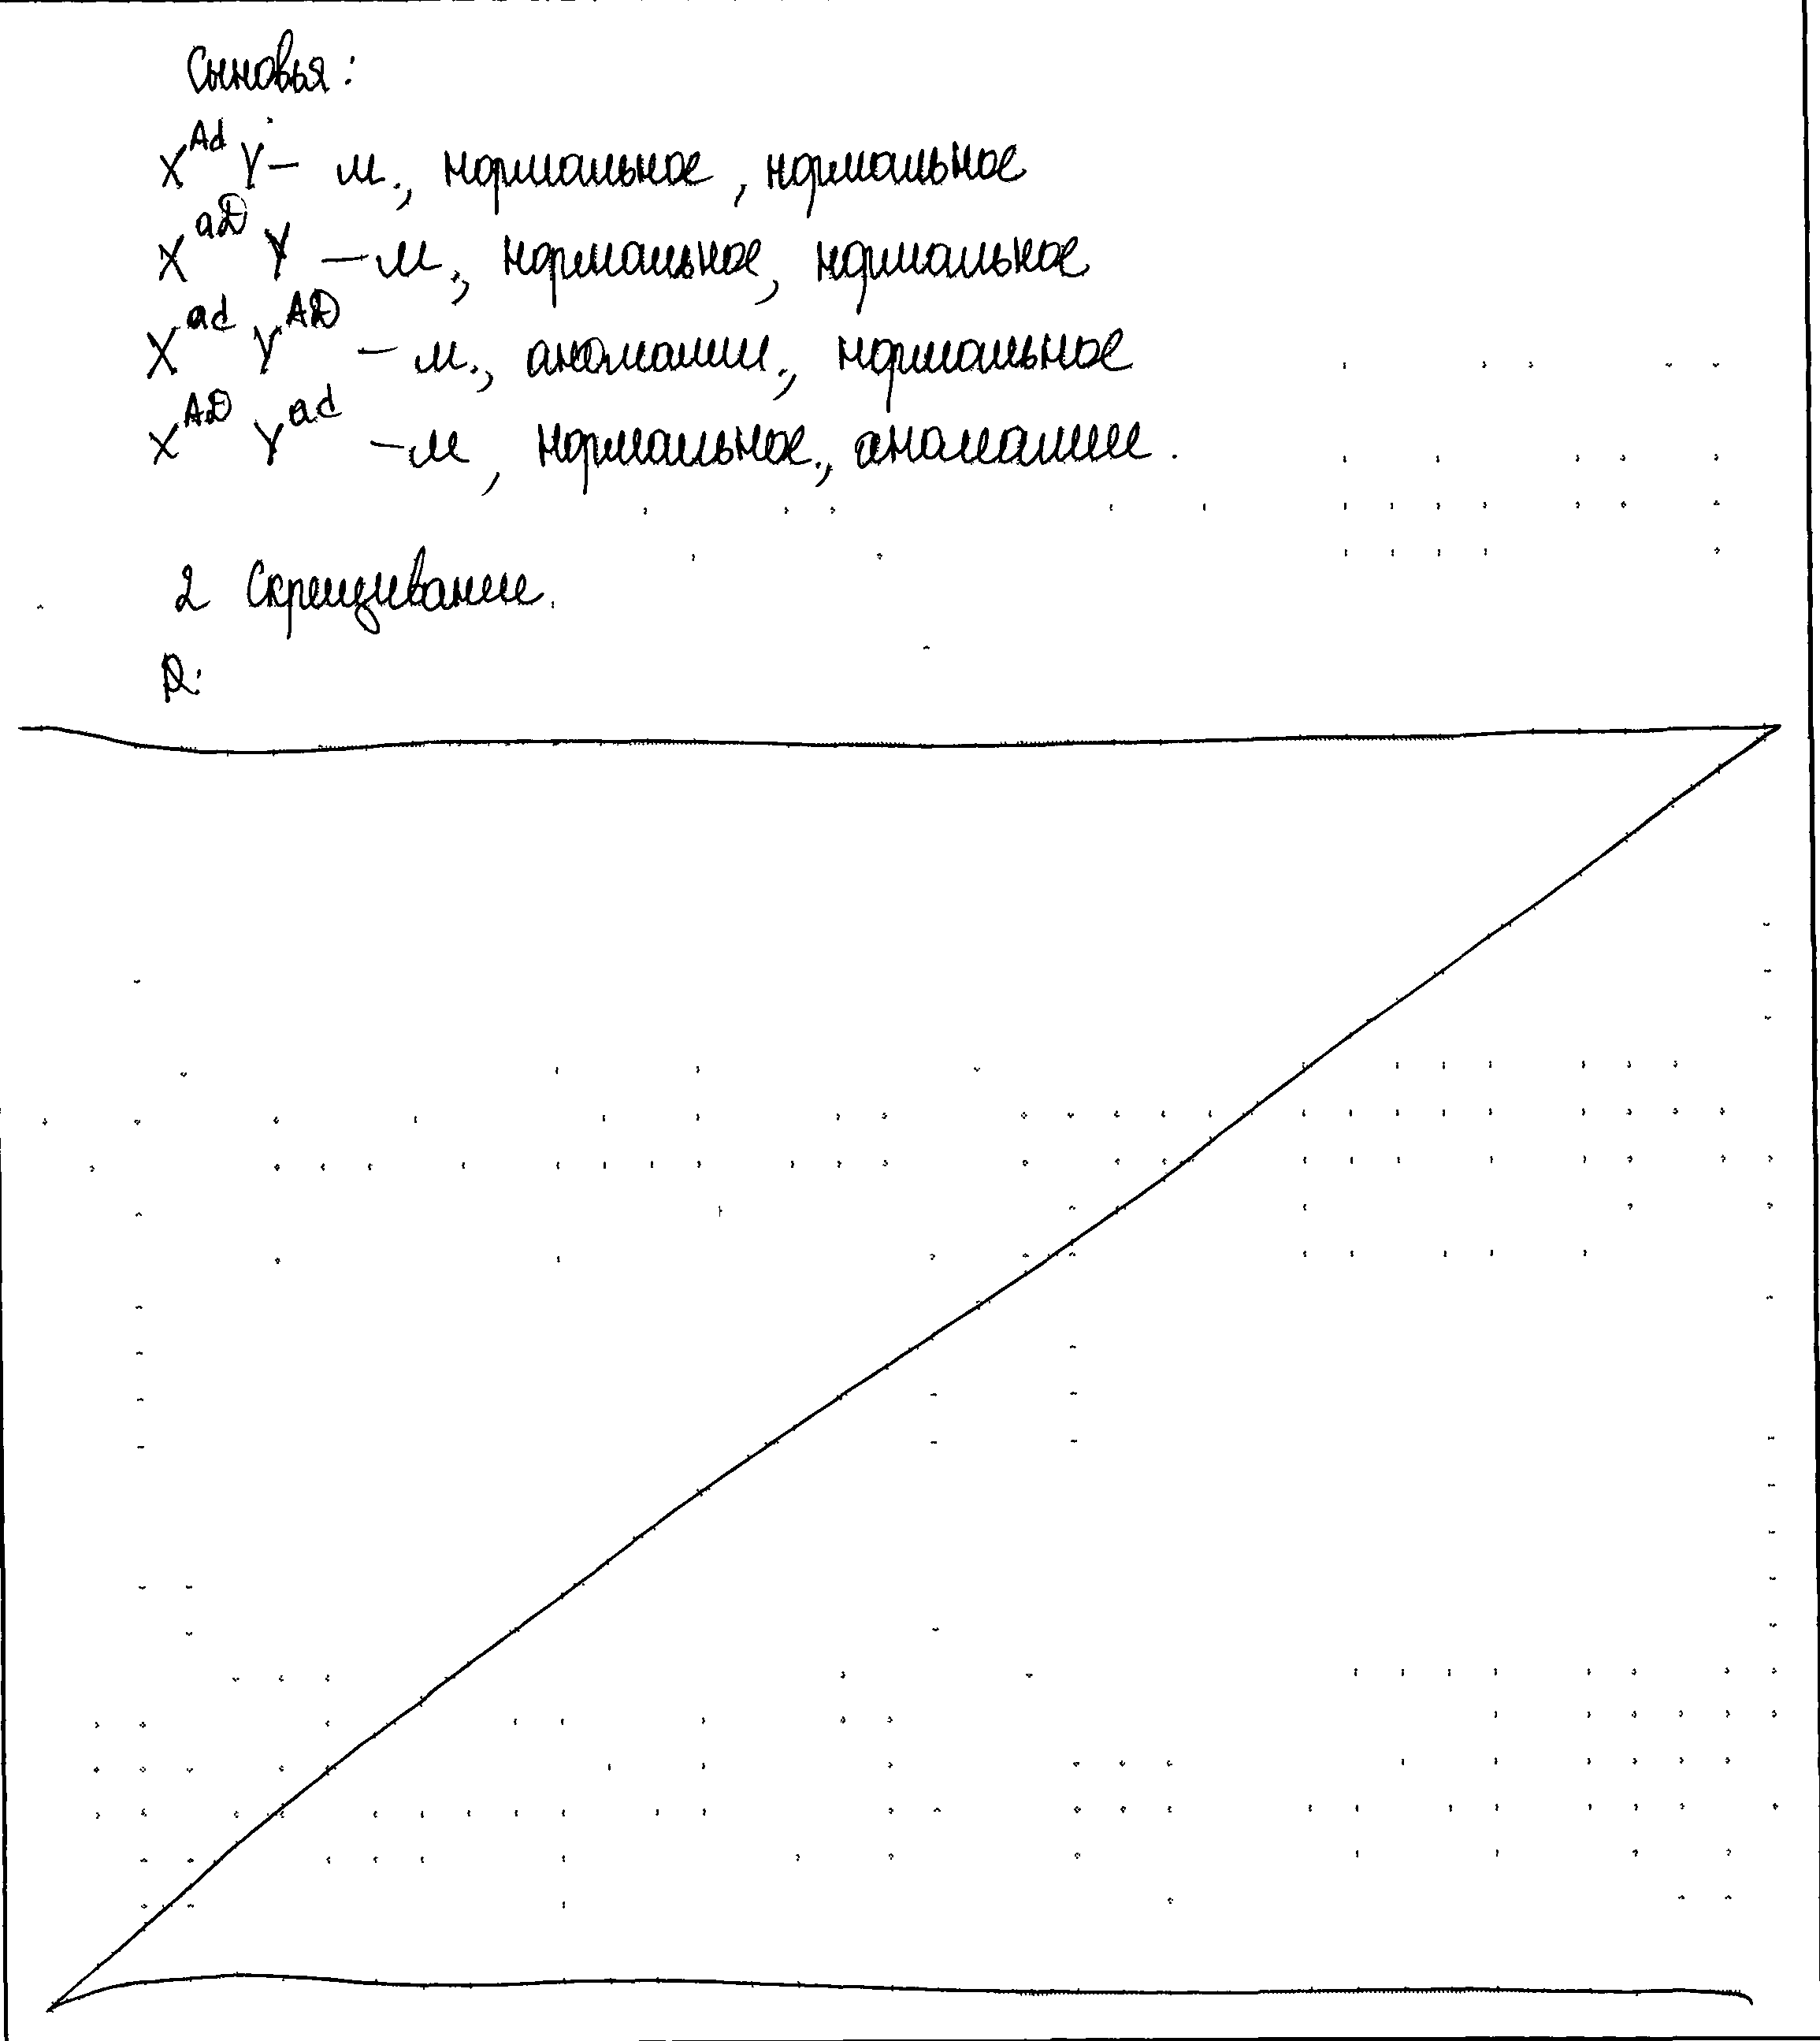 Сыновья:
X^Ad Y – м., нормальное, нормальное
X^aD Y – м., нормальное, нормальное
X^ad Y^AD – м., аномалии., нормальное
X^AD Y^ad – м, нормальное., аномалии.
2 Скрещивание.
P: